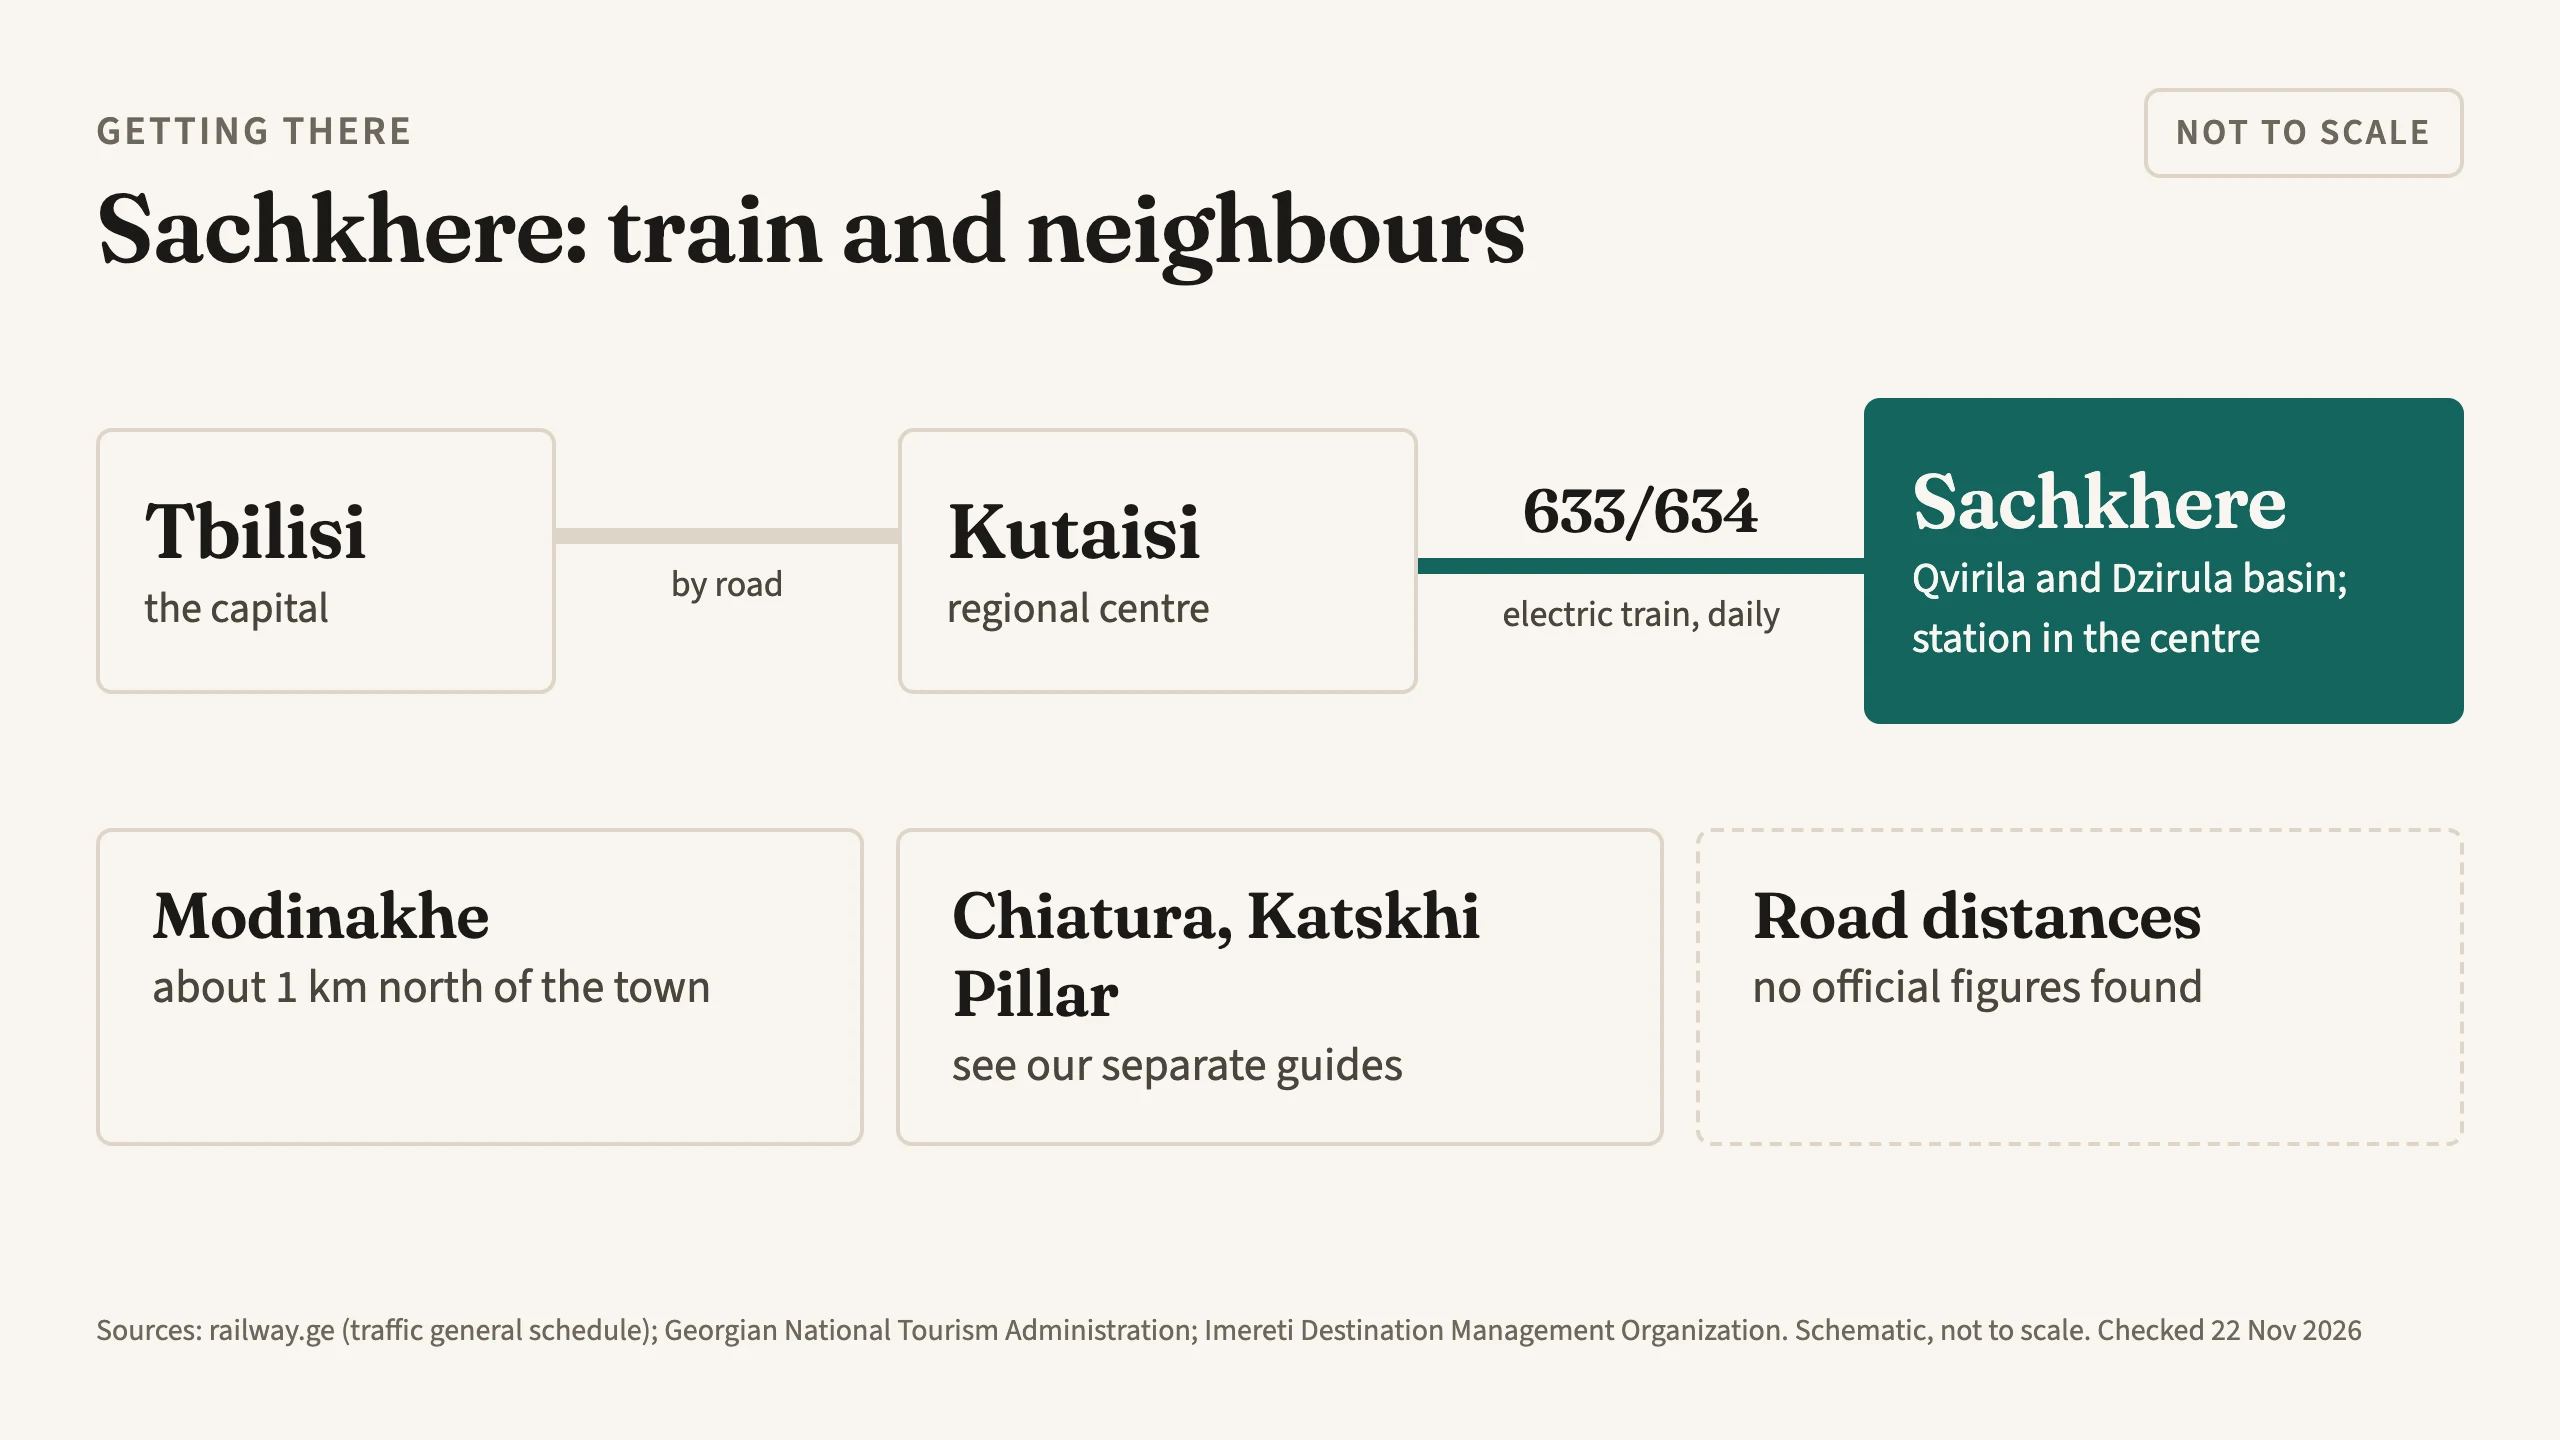 GETTING THERE
NOT TO SCALE
Sachkhere: train and neighbours
Tbilisi
the capital
by road
Kutaisi
regional centre
633/634
electric train, daily
Sachkhere
Qvirila and Dzirula basin;
station in the centre
Modinakhe
about 1 km north of the town
Chiatura, Katskhi
Pillar
see our separate guides
Road distances
no official figures found
Sources: railway.ge (traffic general schedule); Georgian National Tourism Administration; Imereti Destination Management Organization. Schematic, not to scale. Checked 22 Nov 2026